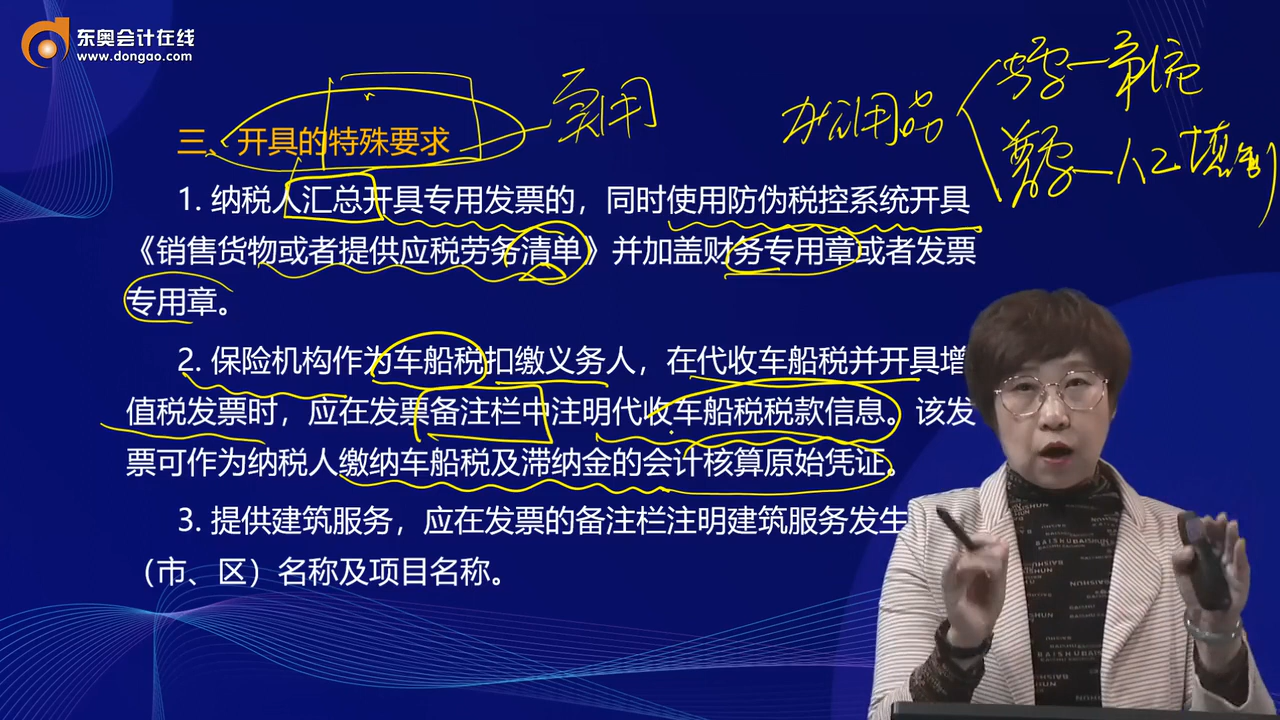 东奥会计在线
www.dongao.com
三、开具的特殊要求
专用
办公用品
1. 纳税人汇总开具专用发票的，同时使用防伪税控系统开具
《销售货物或者提供应税劳务清单》并加盖财务专用章或者发票
专用章。
2. 保险机构作为车船税扣缴义务人，在代收车船税并开具增
值税发票时，应在发票备注栏中注明代收车船税税款信息。该发
票可作为纳税人缴纳车船税及滞纳金的会计核算原始凭证。
3. 提供建筑服务，应在发票的备注栏注明建筑服务发生
（市、区）名称及项目名称。